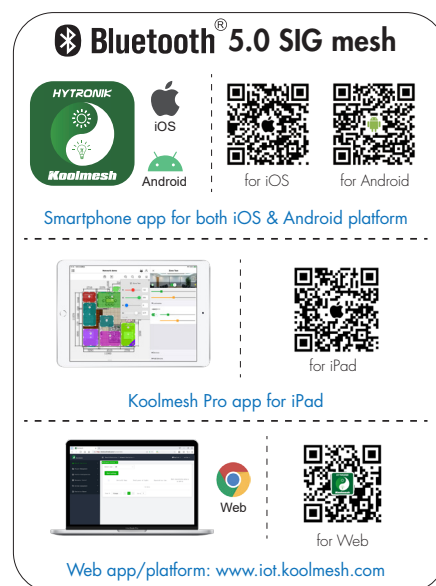 Bluetooth® 5.0 SIG mesh
HYTRONIK
Koolmesh
iOS
Android
for iOS
for Android
Smartphone app for both iOS & Android platform
for iPad
Koolmesh Pro app for iPad
Web
for Web
Web app/platform: www.iot.koolmesh.com